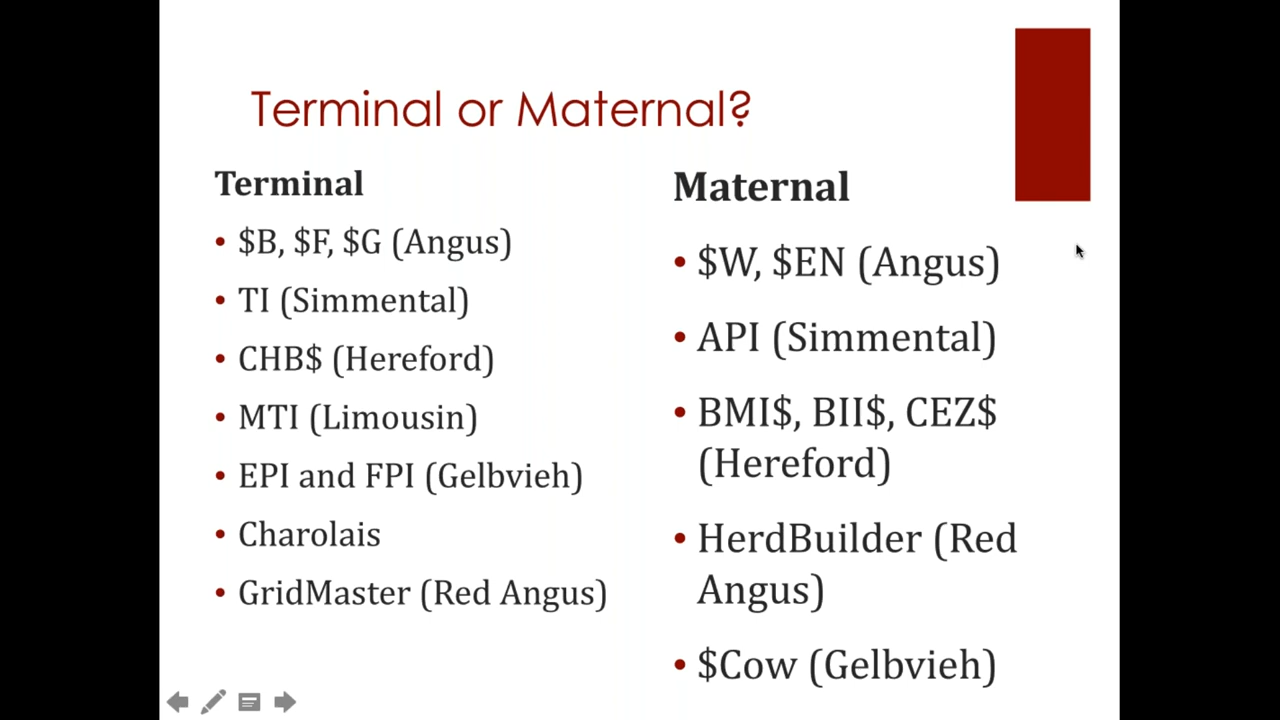 Terminal or Maternal?
Terminal
• $B, $F, $G (Angus)
• TI (Simmental)
• CHB$ (Hereford)
• MTI (Limousin)
• EPI and FPI (Gelbvieh)
• Charolais
• GridMaster (Red Angus)
Maternal
• $W, $EN (Angus)
• API (Simmental)
• BMI$, BII$, CEZ$
(Hereford)
• HerdBuilder (Red
Angus)
• $Cow (Gelbvieh)